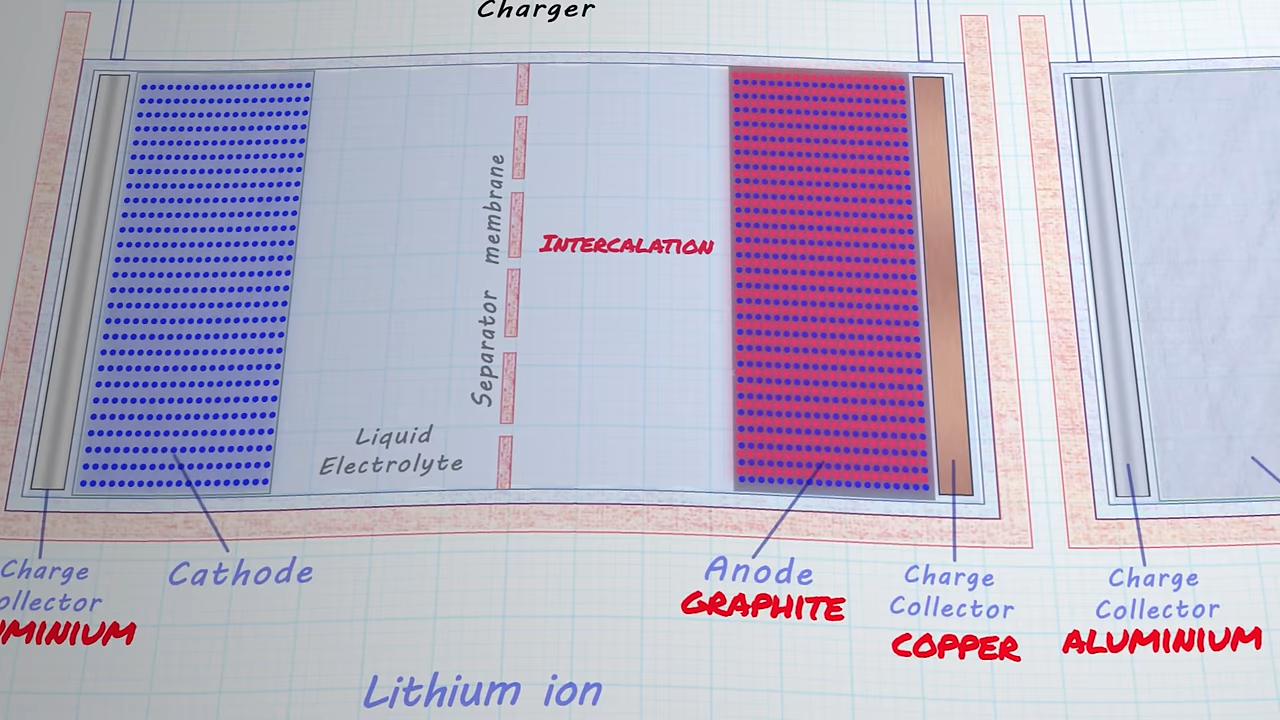 Charger
Separator membrane
INTERCALATION
Liquid
Electrolyte
Charge
ollector
MINIUM
Cathode
Anode
GRAPHITE
Charge
Collector
COPPER
Charge
Collector
ALUMINIUM
Lithium ion